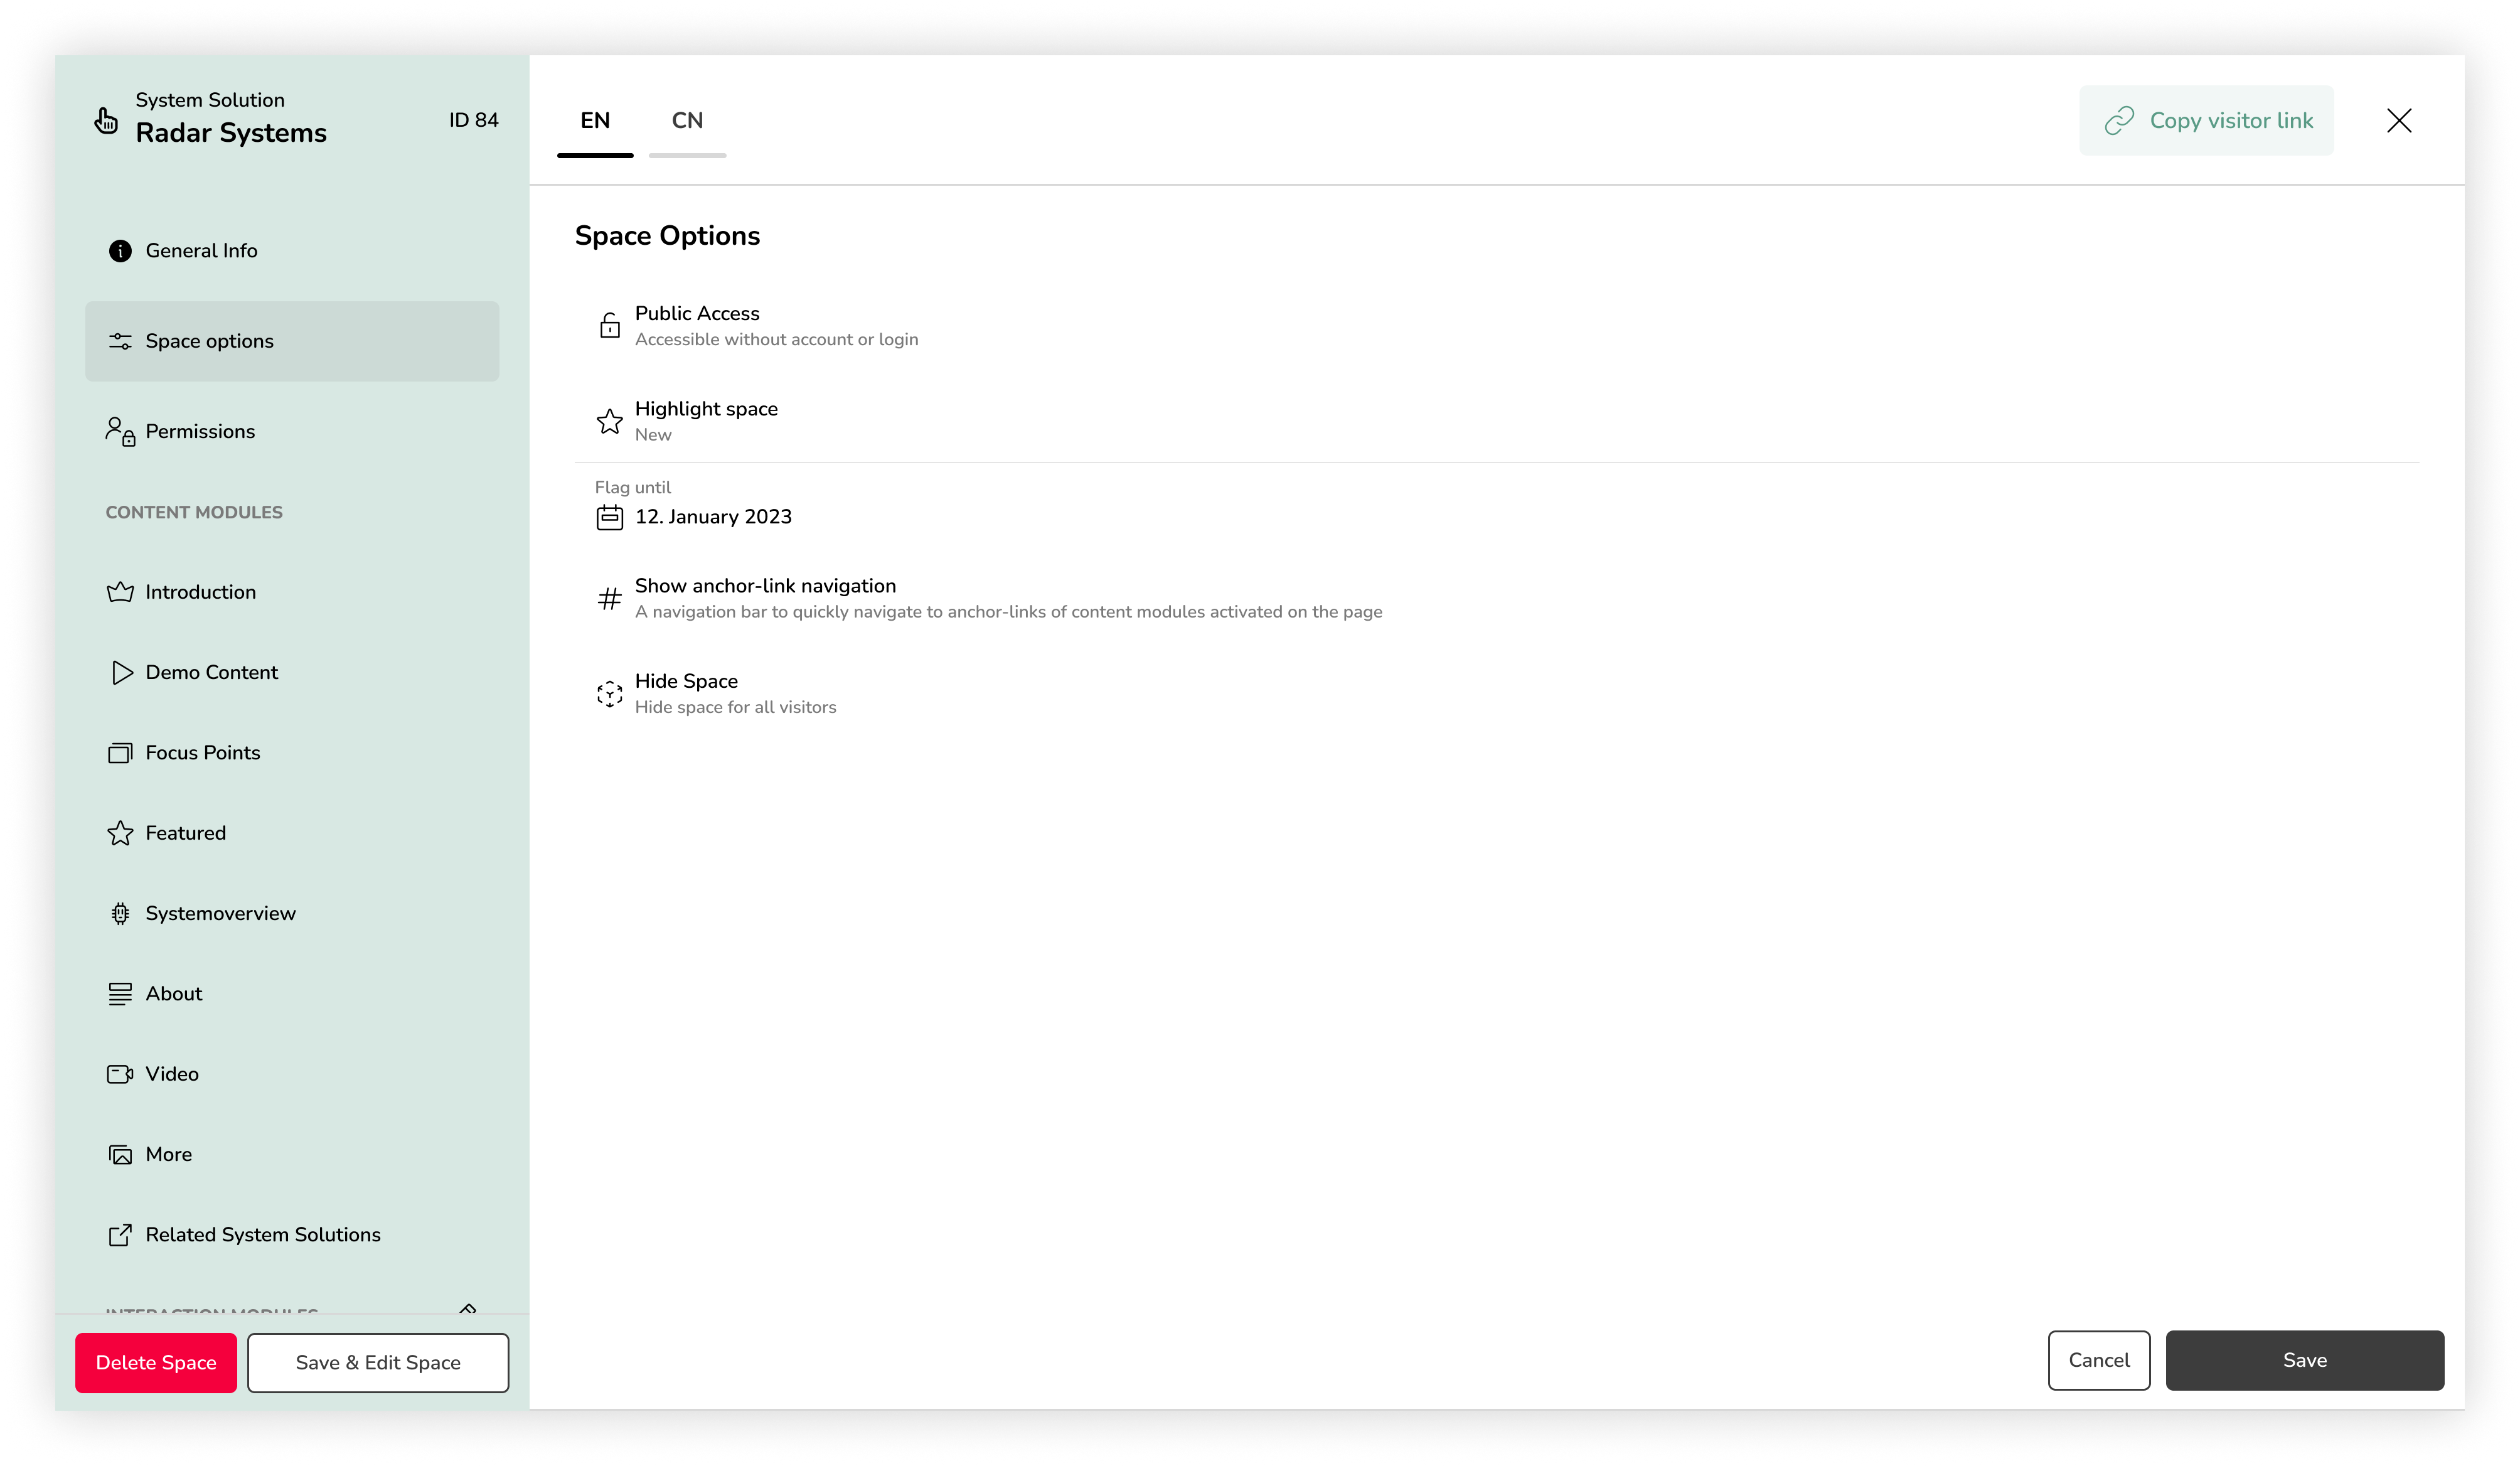 System Solution
Radar Systems
ID 84
General Info
Space options
Permissions
CONTENT MODULES
Introduction
Demo Content
Focus Points
Featured
Systemoverview
About
Video
More
Related System Solutions
INTERACTION MODULES
Delete Space
Save & Edit Space
EN
CN
Copy visitor link
Space Options
Public Access
Accessible without account or login
Highlight space
New
Flag until
12. January 2023
Show anchor-link navigation
A navigation bar to quickly navigate to anchor-links of content modules activated on the page
Hide Space
Hide space for all visitors
Cancel
Save